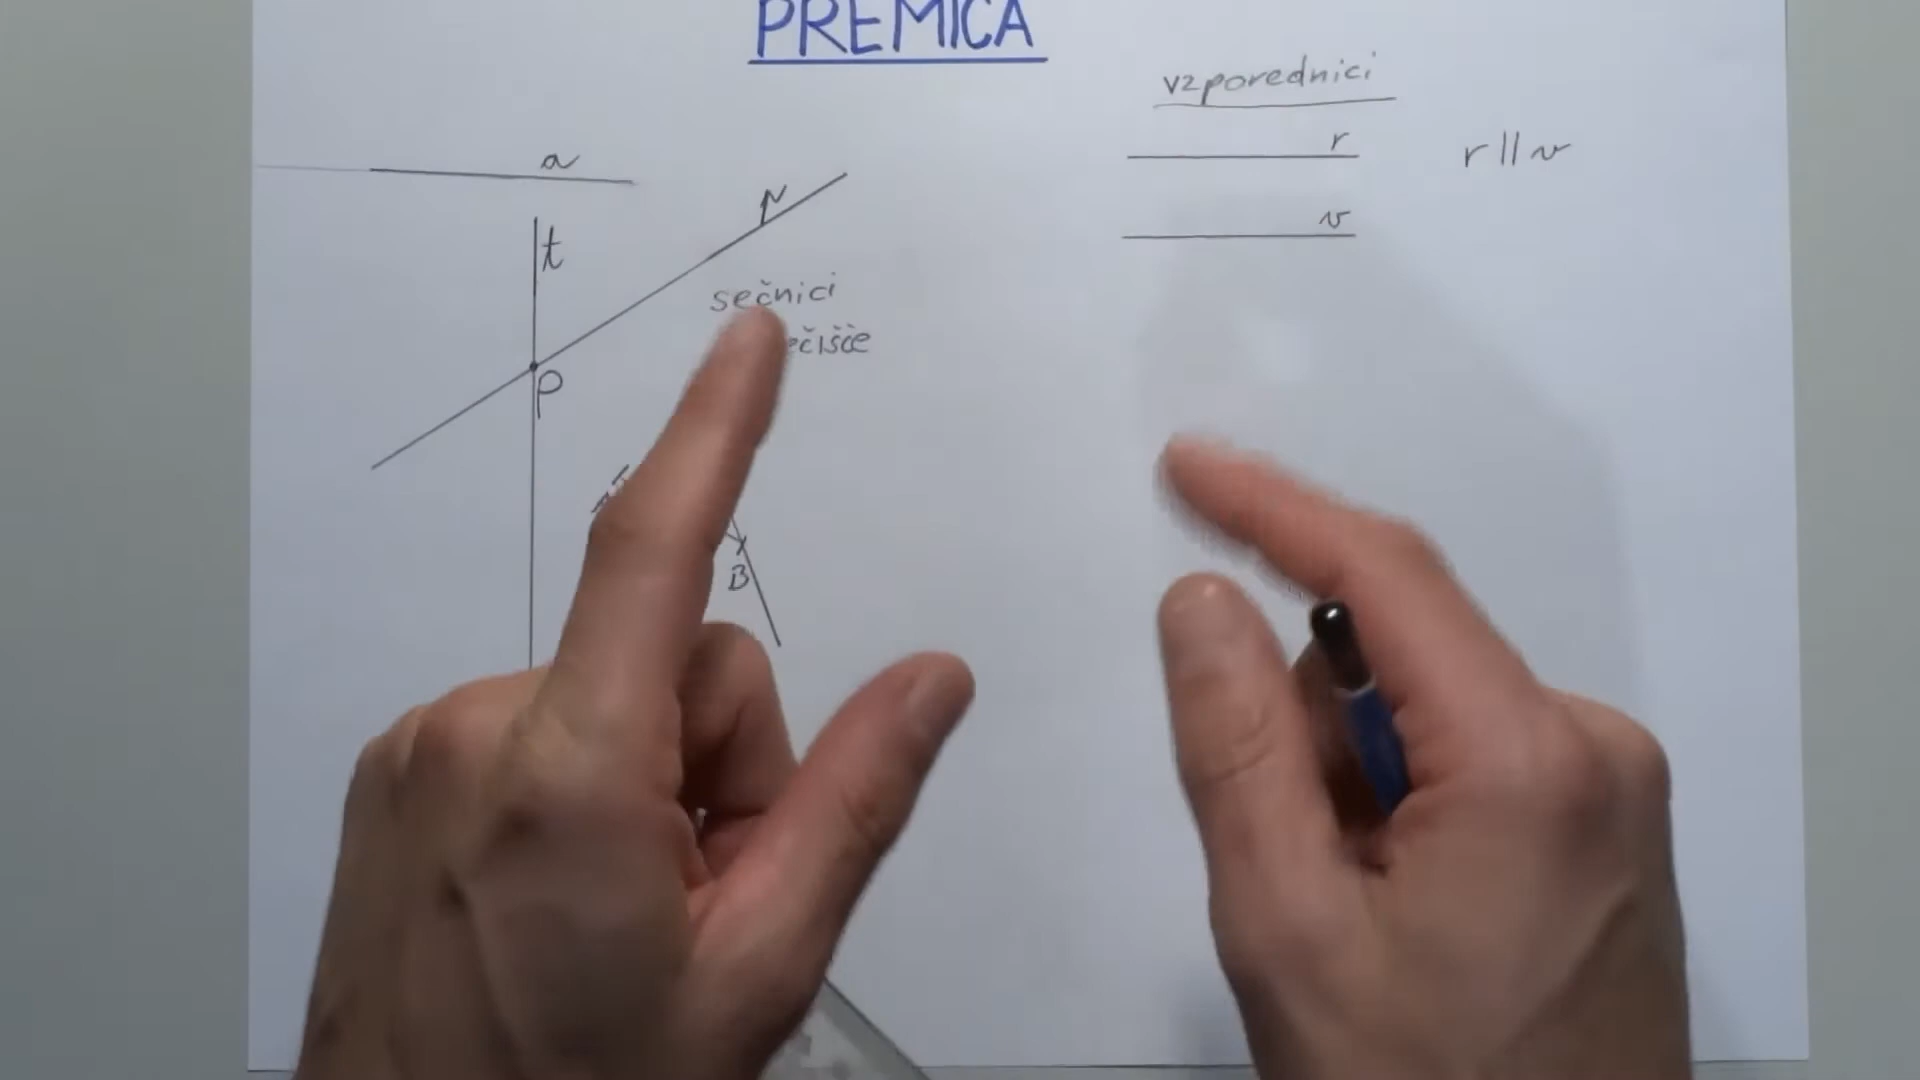 PREMICA
vzporednici
a
r
r || v
p
v
t
sečnici
P
B